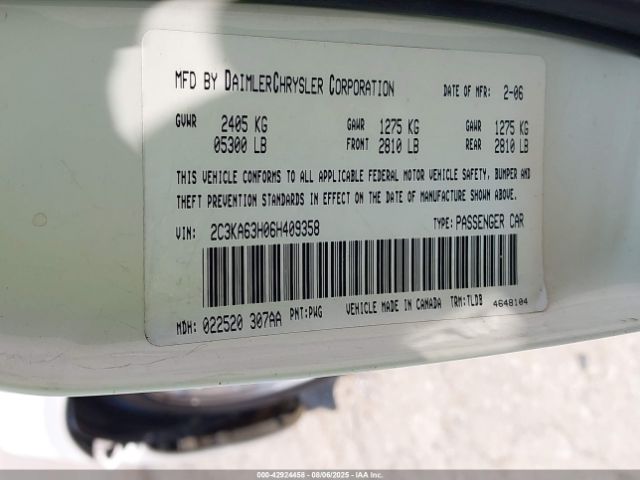 MFD BY DAIMLERCHRYSLER CORPORATION DATE OF MFR: 2-06
GVWR 2405 KG GAWR 1275 KG GAWR 1275 KG
05300 LB FRONT 2810 LB REAR 2810 LB
THIS VEHICLE CONFORMS TO ALL APPLICABLE FEDERAL MOTOR VEHICLE SAFETY, BUMPER AND
THEFT PREVENTION STANDARDS IN EFFECT ON THE DATE OF MANUFACTURE SHOWN ABOVE.
VIN: 2C3KA63H06H409358 TYPE: PASSENGER CAR
MDH: 022520 307AA PNT: PWG VEHICLE MADE IN CANADA TRM: TLDB 4648104
000-42924458 - 08/06/2025 - IAA Inc.